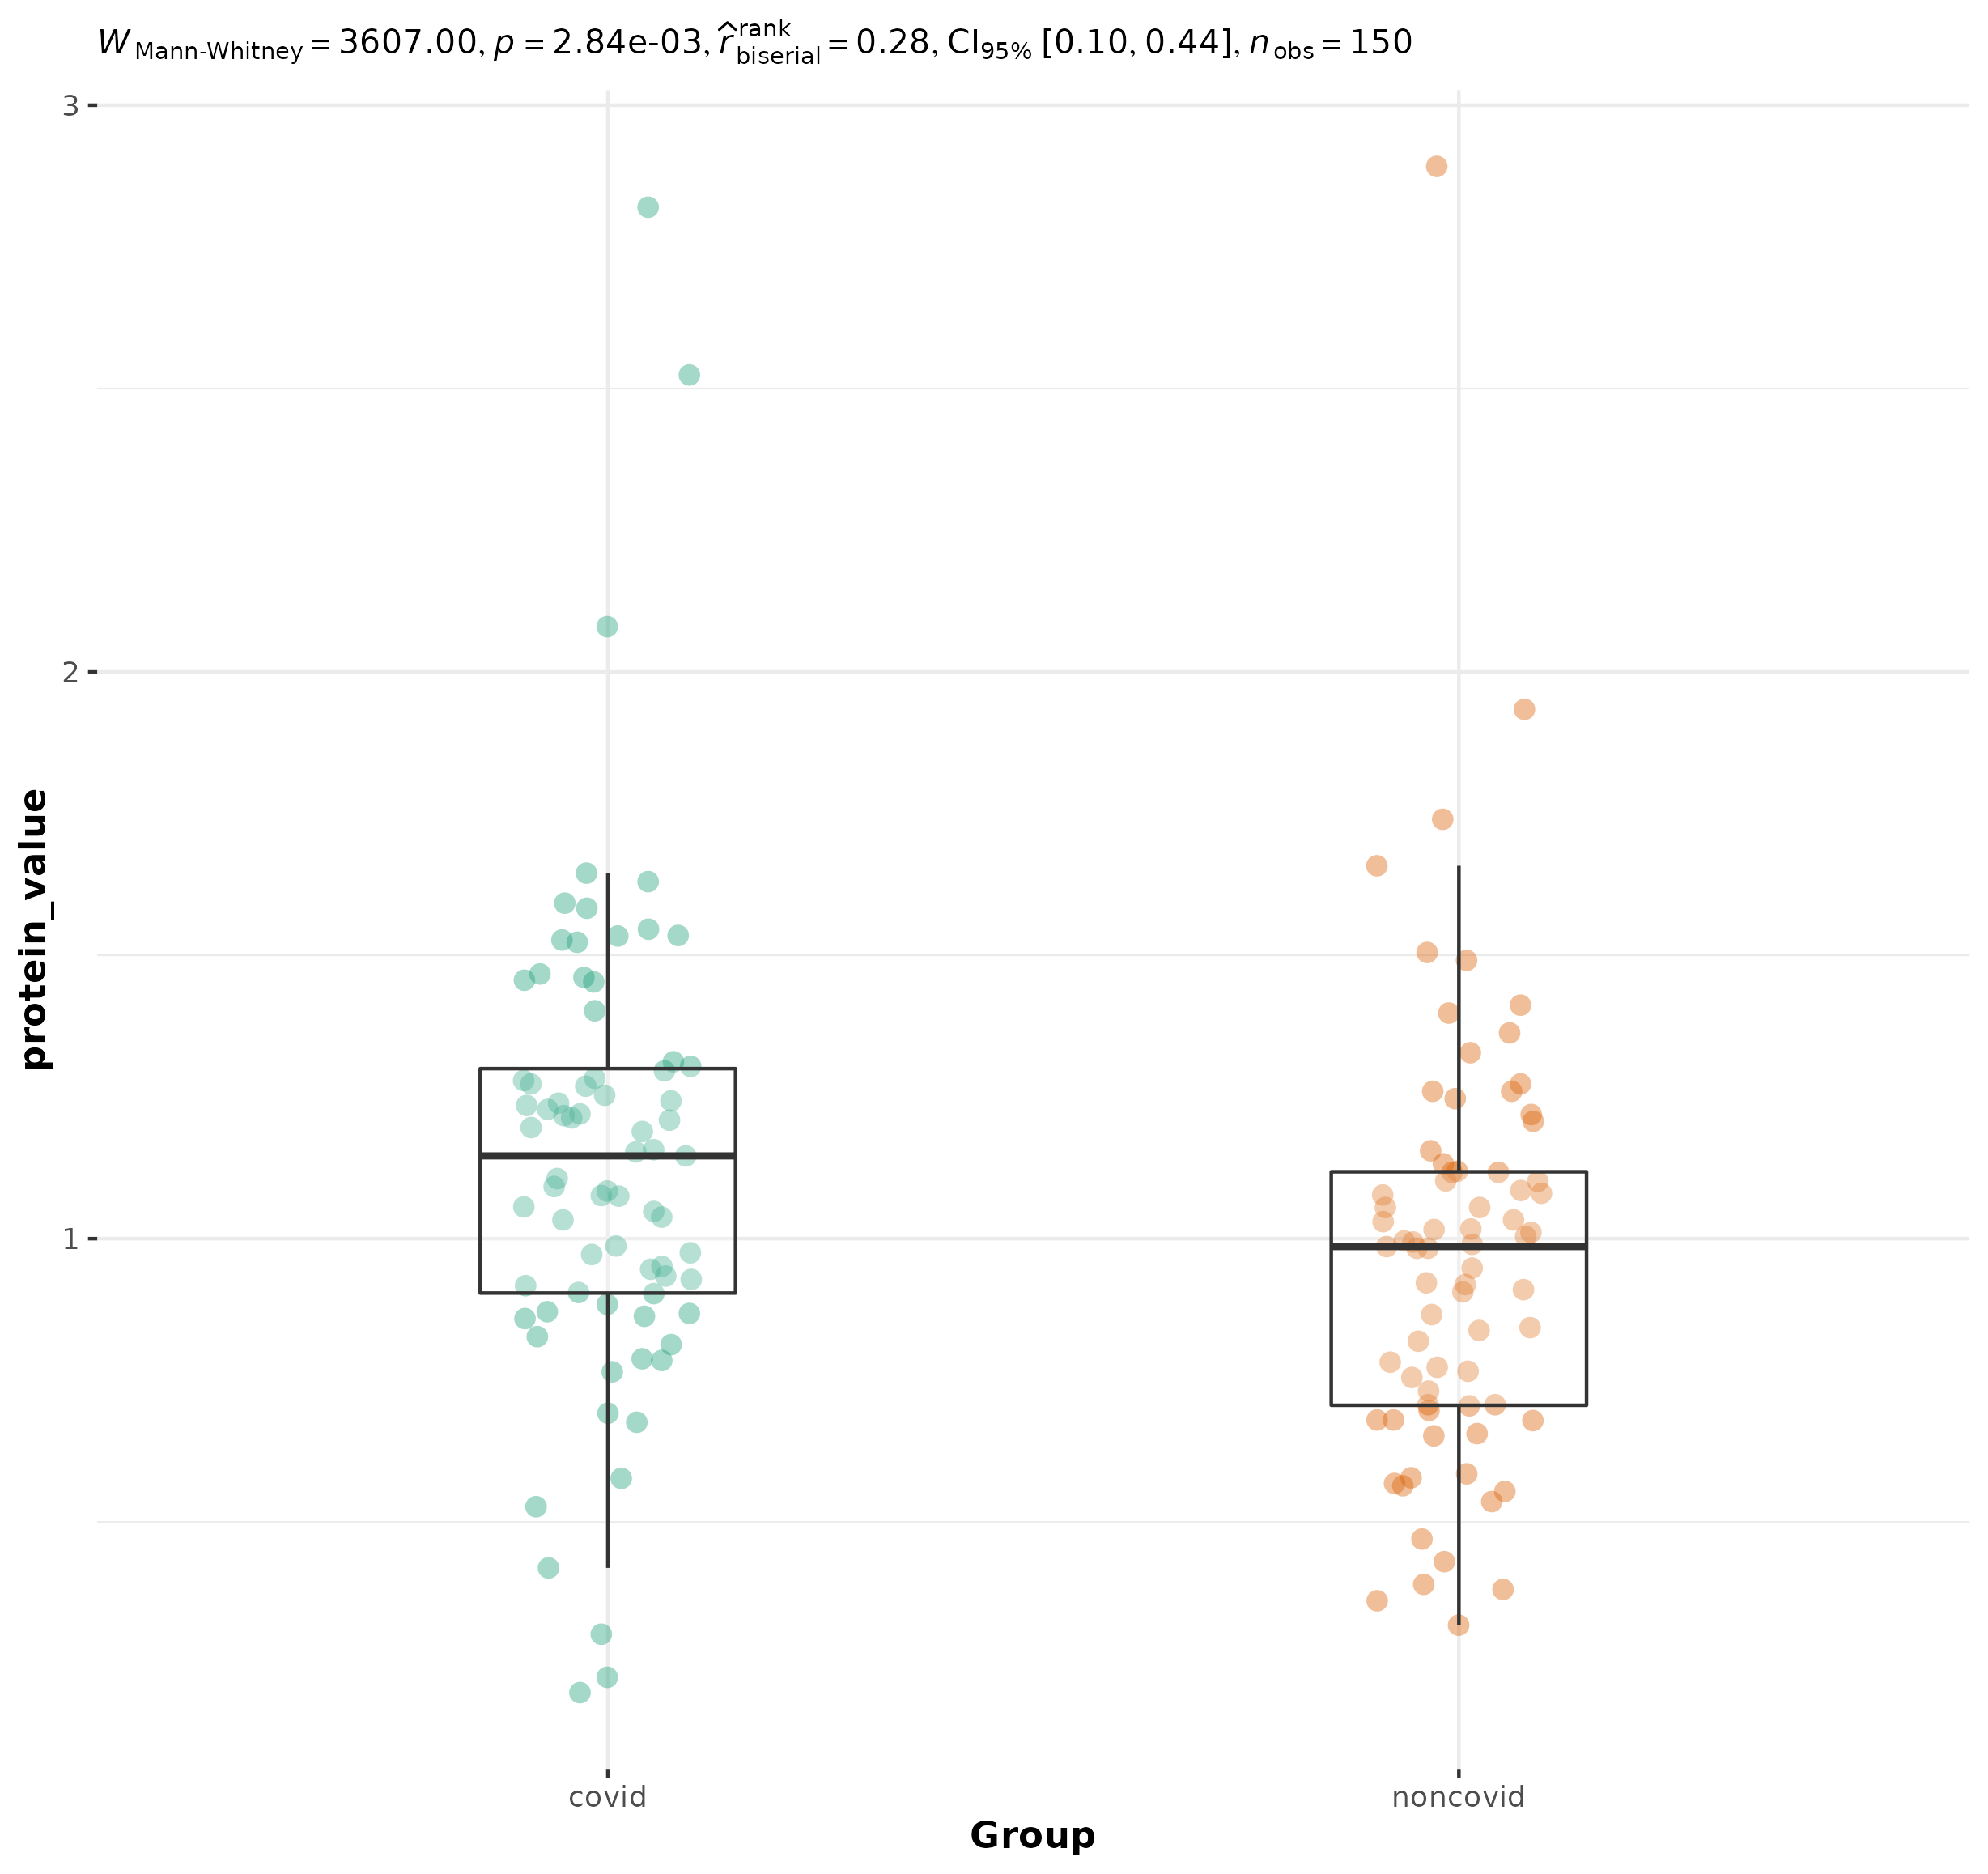 W Mann-Whitney = 3607.00, p = 2.84e-03, r̂ rank biserial = 0.28, CI95% [0.10, 0.44], nobs = 150
3
2
1
protein_value
covid noncovid
Group